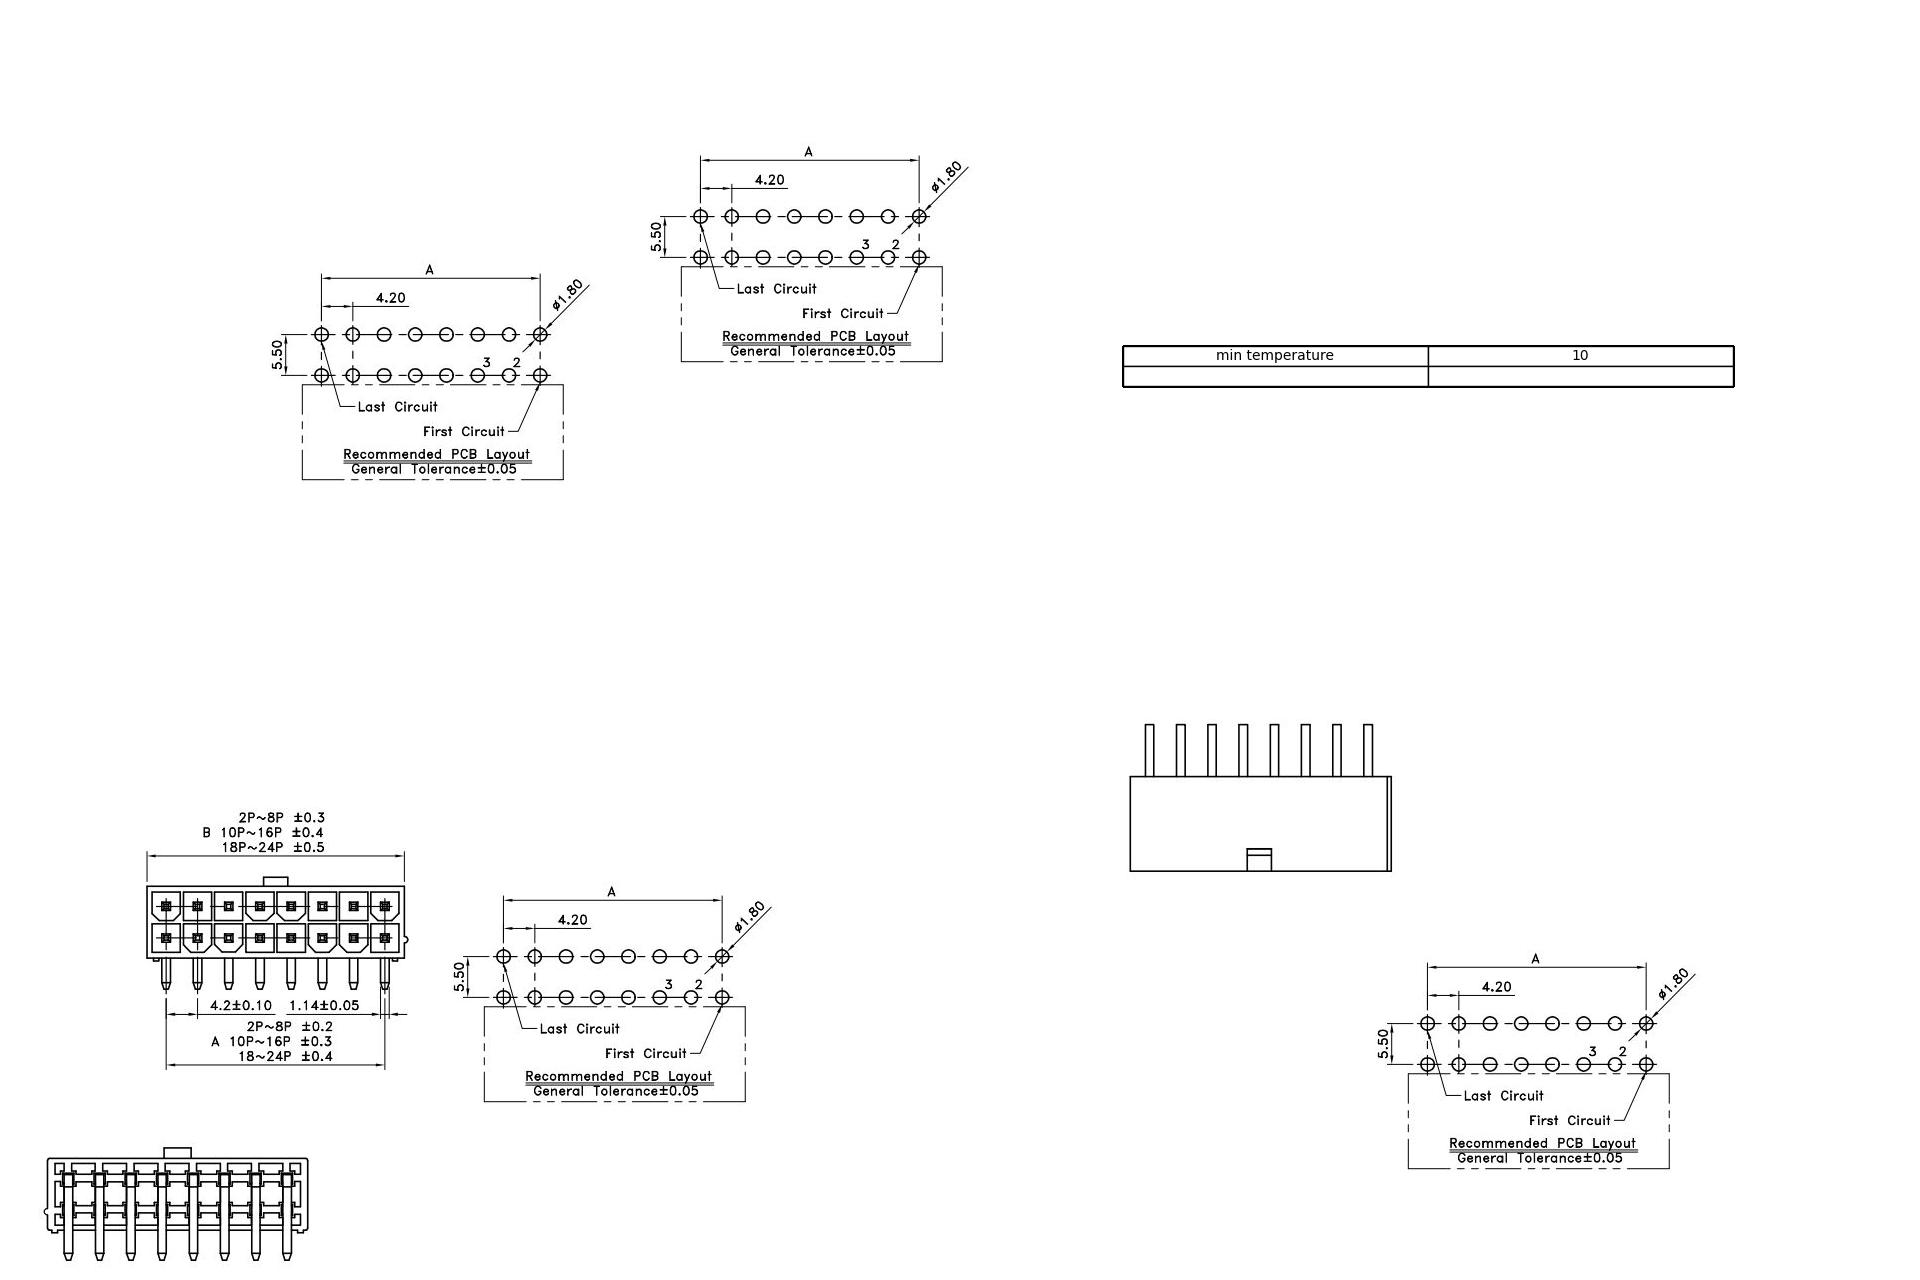 A
4.20
ø1.80
5.50
3 2
Last Circuit
First Circuit
Recommended PCB Layout
General Tolerance±0.05
A
4.20
ø1.80
5.50
3 2
Last Circuit
First Circuit
Recommended PCB Layout
General Tolerance±0.05
min temperature 10
2P~8P ±0.3
B 10P~16P ±0.4
18P~24P ±0.5
4.2±0.10 1.14±0.05
2P~8P ±0.2
A 10P~16P ±0.3
18~24P ±0.4
A
4.20
ø1.80
5.50
3 2
Last Circuit
First Circuit
Recommended PCB Layout
General Tolerance±0.05
A
4.20
ø1.80
5.50
3 2
Last Circuit
First Circuit
Recommended PCB Layout
General Tolerance±0.05